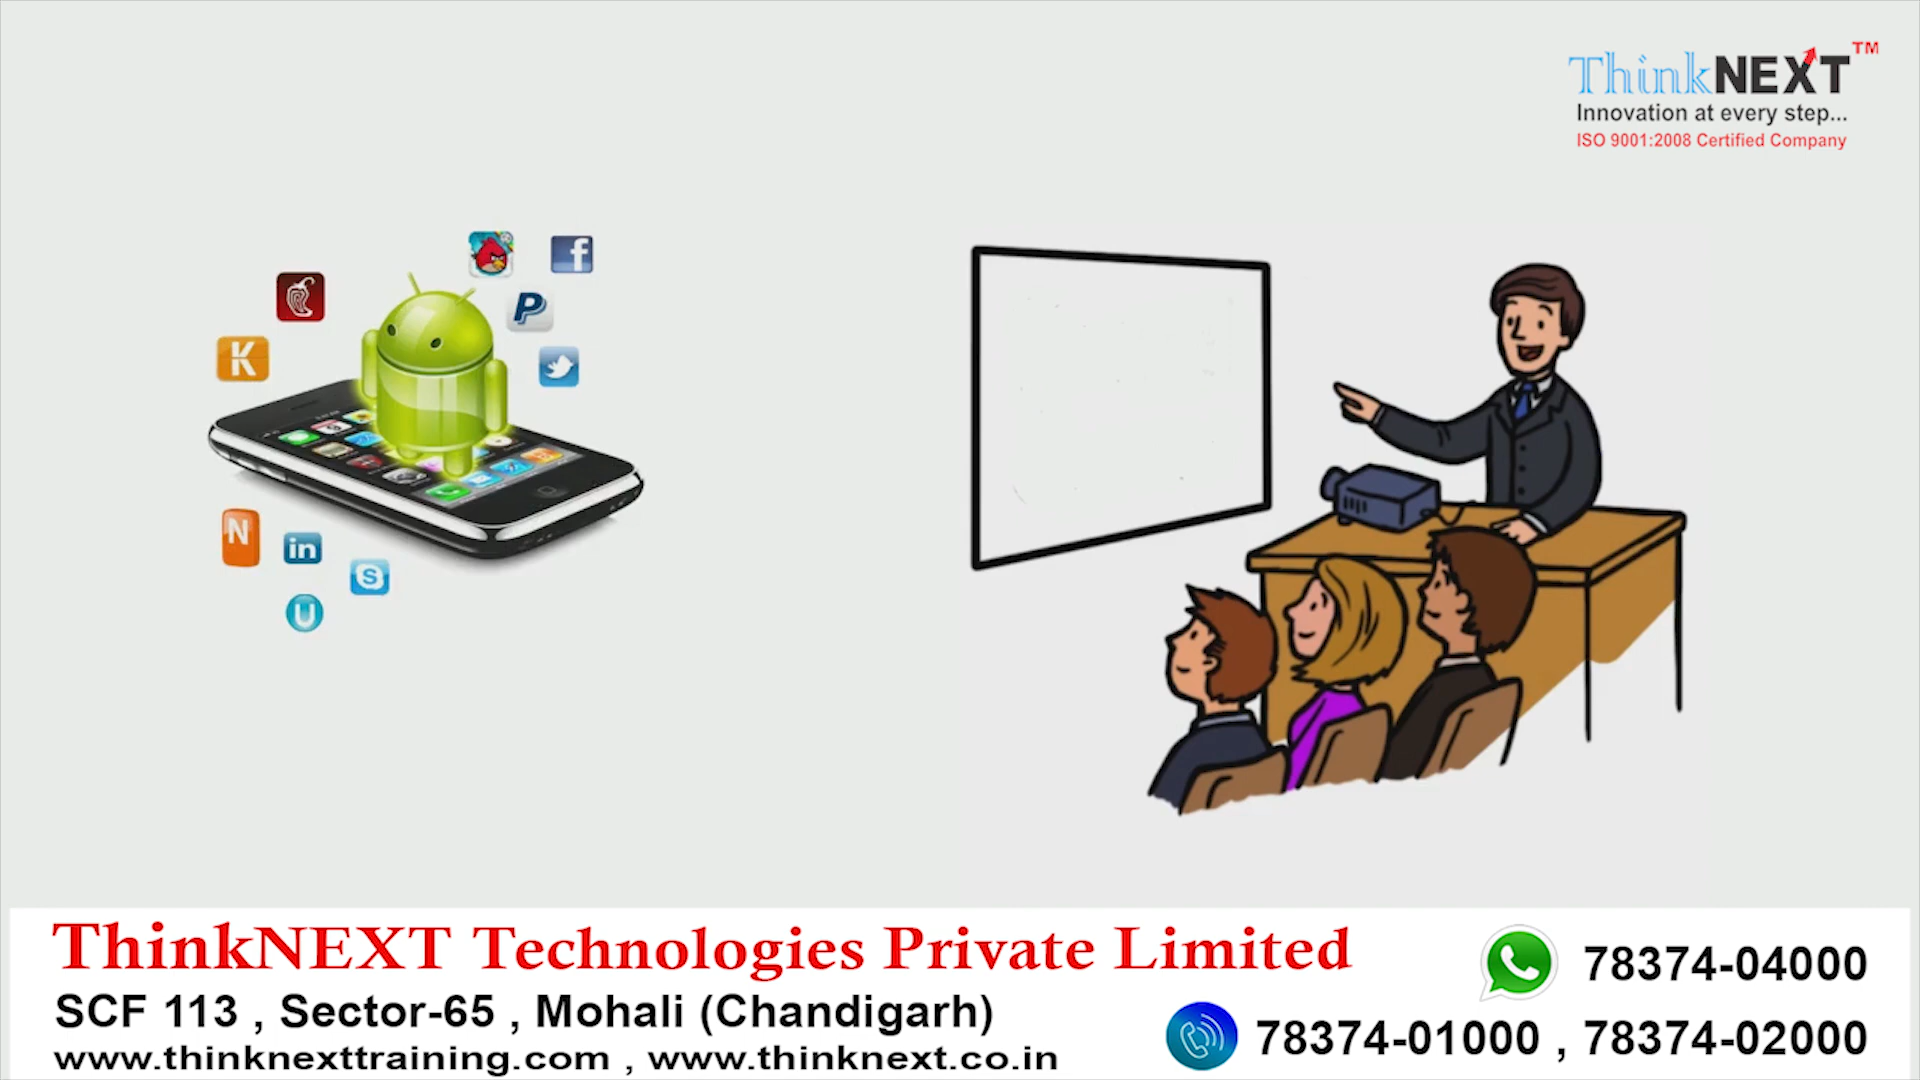 ThinkNEXT™
Innovation at every step...
ISO 9001:2008 Certified Company
f
P
K
N
in
S
U
ThinkNEXT Technologies Private Limited
SCF 113 , Sector-65 , Mohali (Chandigarh)
www.thinknexttraining.com , www.thinknext.co.in
78374-04000
78374-01000 , 78374-02000